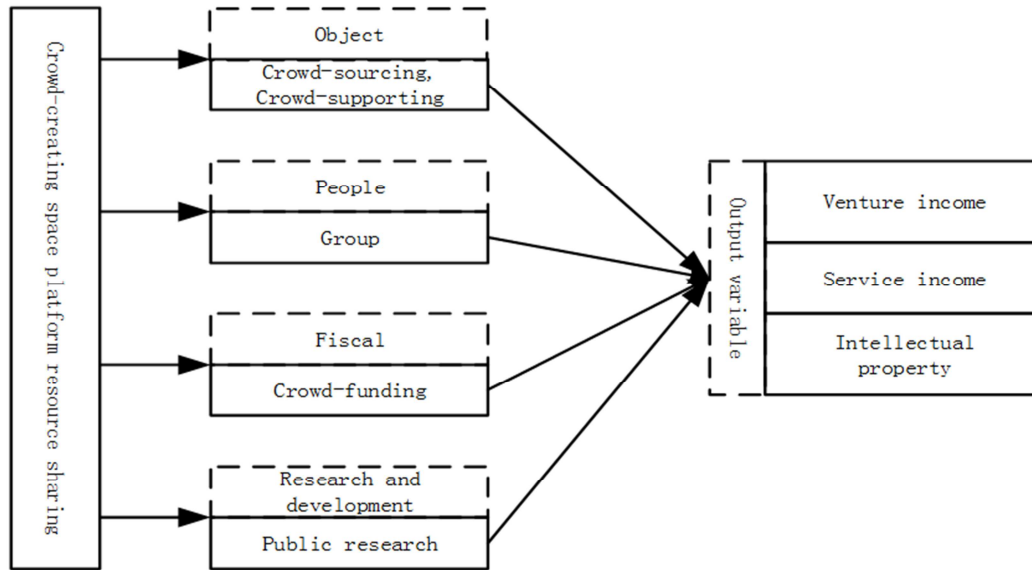 Crowd-creating space platform resource sharing
Object
Crowd-sourcing,
Crowd-supporting
People
Group
Fiscal
Crowd-funding
Research and
development
Public research
Output variable
Venture income
Service income
Intellectual
property